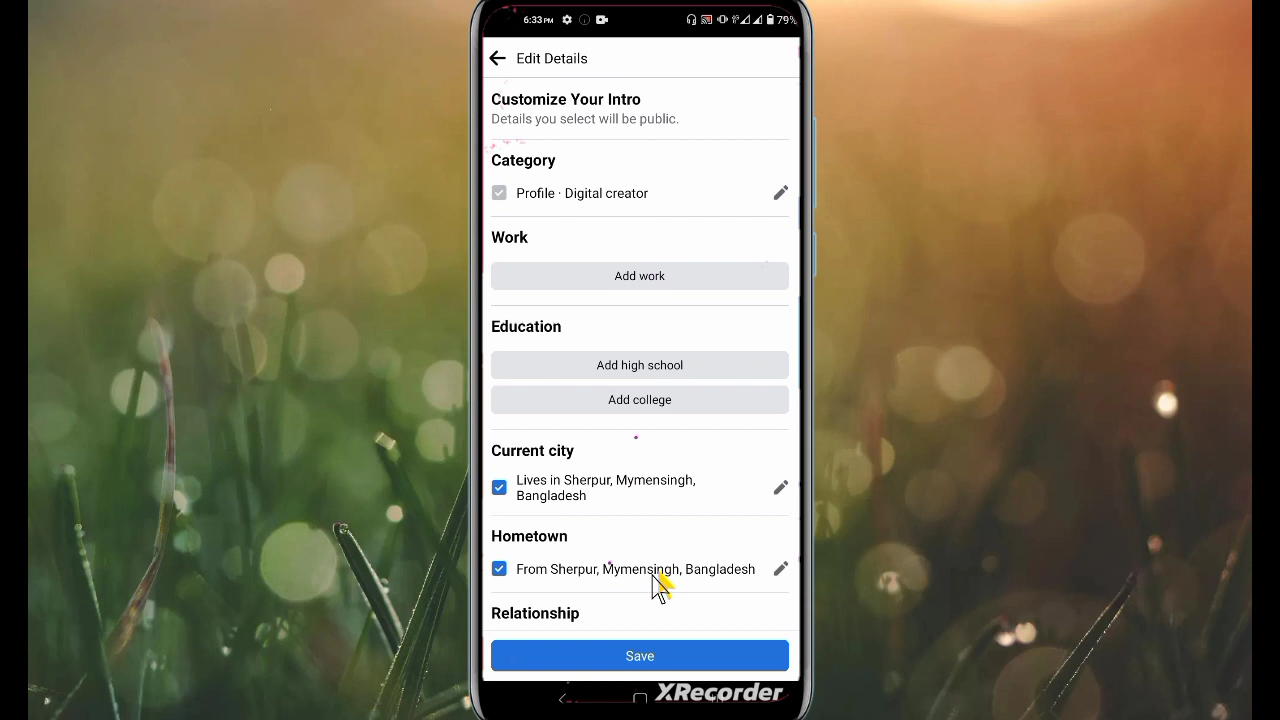 6:33 PM
79%
Edit Details
Customize Your Intro
Details you select will be public.
Category
Profile · Digital creator
Work
Add work
Education
Add high school
Add college
Current city
Lives in Sherpur, Mymensingh,
Bangladesh
Hometown
From Sherpur, Mymensingh, Bangladesh
Relationship
Save
XRecorder